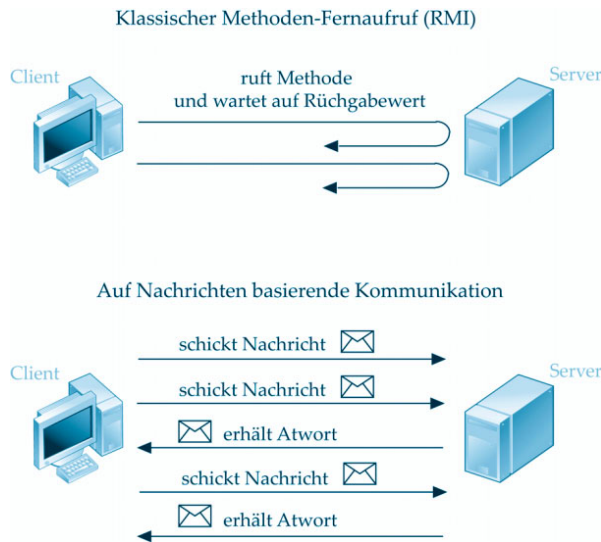 Klassischer Methoden-Fernaufruf (RMI)
Client
Server
ruft Methode
und wartet auf Rüchgabewert
Auf Nachrichten basierende Kommunikation
Client
Server
schickt Nachricht
schickt Nachricht
erhält Atwort
schickt Nachricht
erhält Atwort